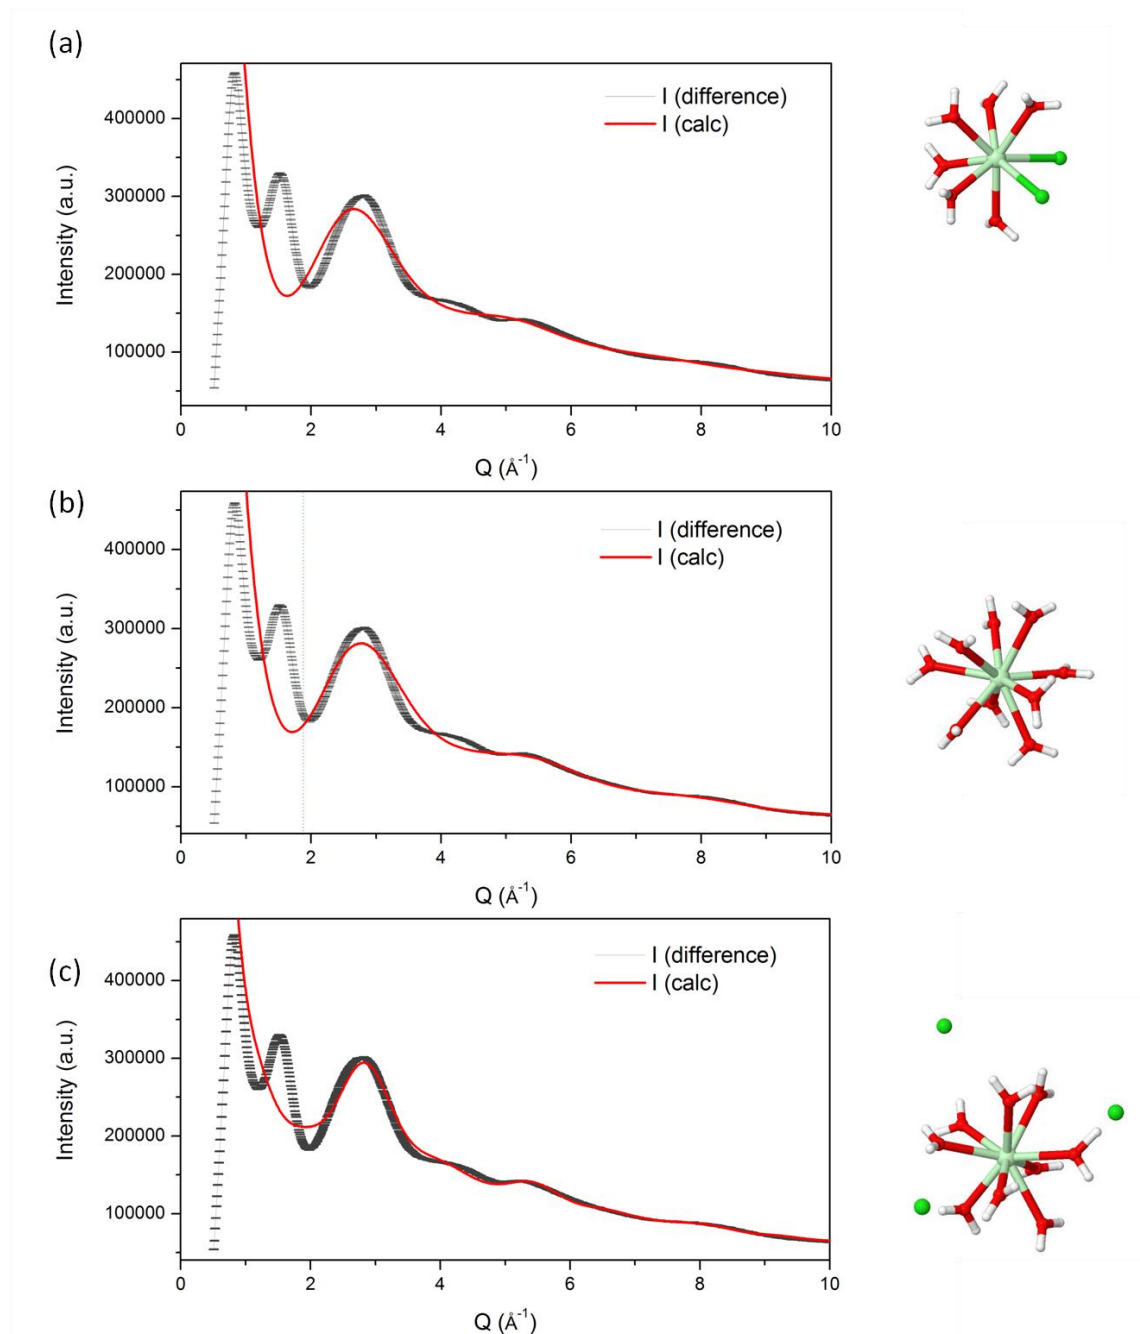 (a)
I (difference)
I (calc)
400000
300000
200000
100000
Intensity (a.u.)
0 2 4 6 8 10
Q (Å⁻¹)
(b)
I (difference)
I (calc)
400000
300000
200000
100000
Intensity (a.u.)
0 2 4 6 8 10
Q (Å⁻¹)
(c)
I (difference)
I (calc)
400000
300000
200000
100000
Intensity (a.u.)
0 2 4 6 8 10
Q (Å⁻¹)